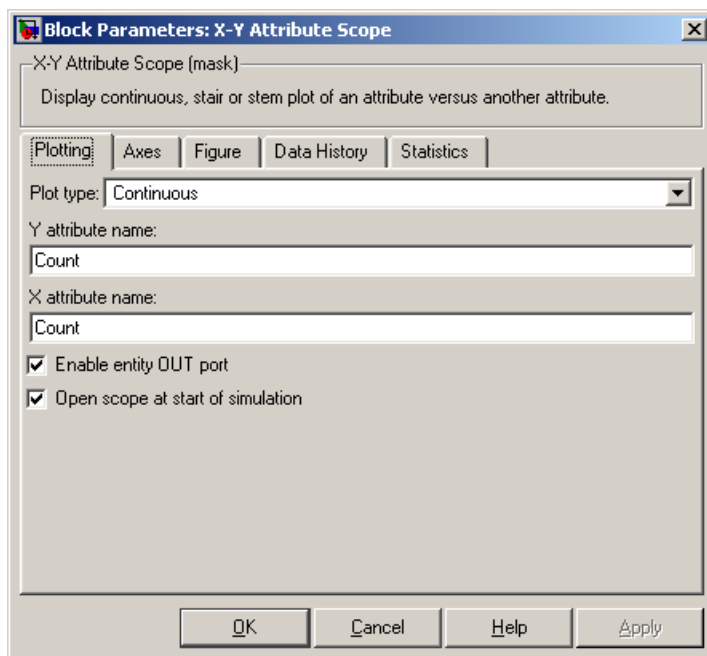 Block Parameters: X-Y Attribute Scope
X-Y Attribute Scope (mask)
Display continuous, stair or stem plot of an attribute versus another attribute.
Plotting Axes Figure Data History Statistics
Plot type: Continuous
Y attribute name:
Count
X attribute name:
Count
Enable entity OUT port
Open scope at start of simulation
OK Cancel Help Apply